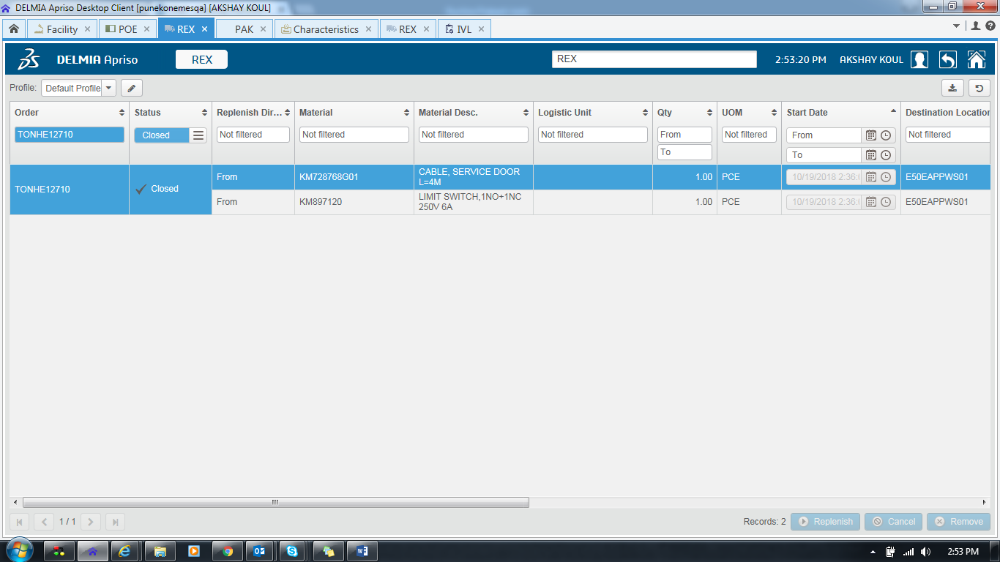 DELMIA Apriso Desktop Client [punekonemesqa] [AKSHAY KOUL]
Facility POE REX PAK Characteristics REX IVL
DELMIA Apriso REX REX 2:53:20 PM AKSHAY KOUL
Profile: Default Profile
Order Status Replenish Dir... Material Material Desc. Logistic Unit Qty UOM Start Date Destination Location
TONHE12710 Closed Not filtered Not filtered Not filtered Not filtered From Not filtered From Not filtered
To To
TONHE12710 Closed
From KM728768G01 CABLE, SERVICE DOOR L=4M 1.00 PCE 10/19/2018 2:36: E50EAPPWS01
From KM897120 LIMIT SWITCH,1NO+1NC 250V 6A 1.00 PCE 10/19/2018 2:36: E50EAPPWS01
1 / 1 Records: 2 Replenish Cancel Remove
2:53 PM